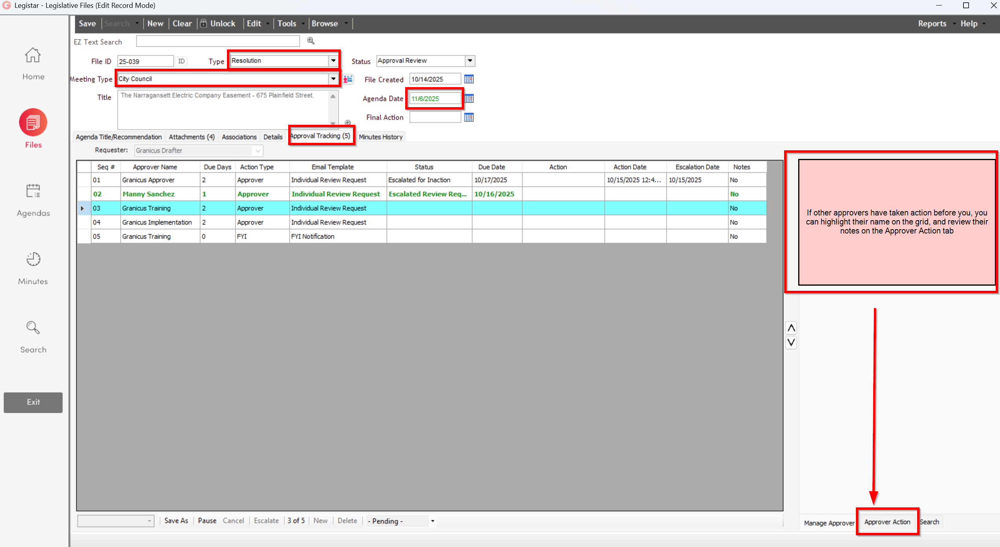 Legistar - Legislative Files (Edit Record Mode)
Save Search New Clear Unlock Edit Tools Browse Reports Help
EZ Text Search
File ID 25-039 ID Type Resolution Status Approval Review
Meeting Type City Council File Created 10/14/2025
Title The Narragansett Electric Company Easement - 675 Plainfield Street.
Agenda Date 11/6/2025
Final Action
Agenda Title/Recommendation Attachments (4) Associations Details Approval Tracking (5) Minutes History
Requester: Granicus Drafter
Seq # Approver Name Due Days Action Type Email Template Status Due Date Action Action Date Escalation Date Notes
01 Granicus Approver 2 Approver Individual Review Request Escalated for Inaction 10/17/2025 10/15/2025 12:4... 10/15/2025 No
02 Manny Sanchez 1 Approver Individual Review Request Escalated Review Req... 10/16/2025 No
03 Granicus Training 2 Approver Individual Review Request No
04 Granicus Implementation 2 Approver Individual Review Request No
05 Granicus Training 0 FYI FYI Notification No
If other approvers have taken action before you, you
can highlight their name on the grid, and review their
notes on the Approver Action tab
Home
Files
Agendas
Minutes
Search
Exit
Save As Pause Cancel Escalate 3 of 5 New Delete - Pending -
Manage Approver Approver Action Search